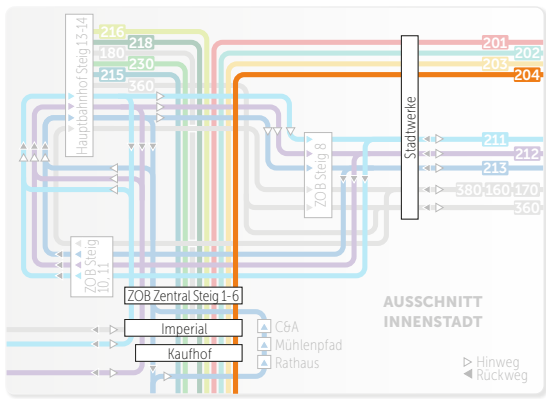 Hauptbahnhof Steig 13-14
216
218
180
230
215
360
201
202
203
204
Stadtwerke
ZOB Steig 8
211
212
213
380 160 170
360
ZOB Steig
10, 11
ZOB Zentral Steig 1-6
Imperial
Kaufhof
C&A
Mühlenpfad
Rathaus
AUSSCHNITT
INNENSTADT
Hinweg
Rückweg